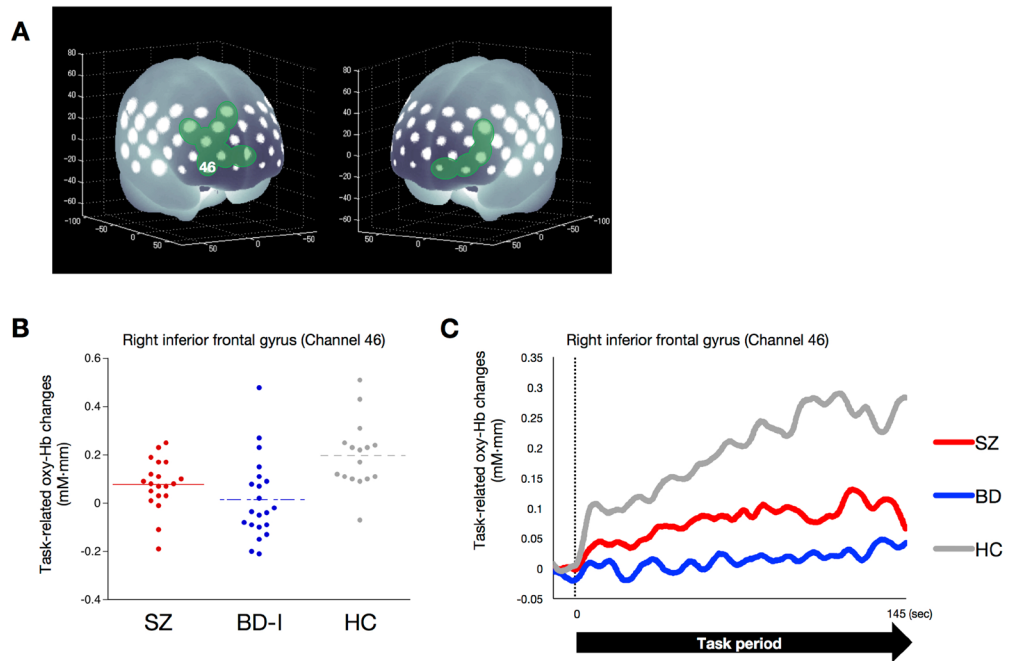 A
80
60
40
20
0
−20
−40
−60
−100
−50
0
50
50
0
−50
46
80
60
40
20
0
−20
−40
−60
50
0
−50
50
0
−50
−100
B
Right inferior frontal gyrus (Channel 46)
Task-related oxy-Hb changes
(mM·mm)
0.6
0.4
0.2
0
-0.2
-0.4
SZ
BD-I
HC
C
Right inferior frontal gyrus (Channel 46)
Task-related oxy-Hb changes
(mM·mm)
0.35
0.3
0.25
0.2
0.15
0.1
0.05
0
-0.05
0
145 (sec)
Task period
SZ
BD
HC